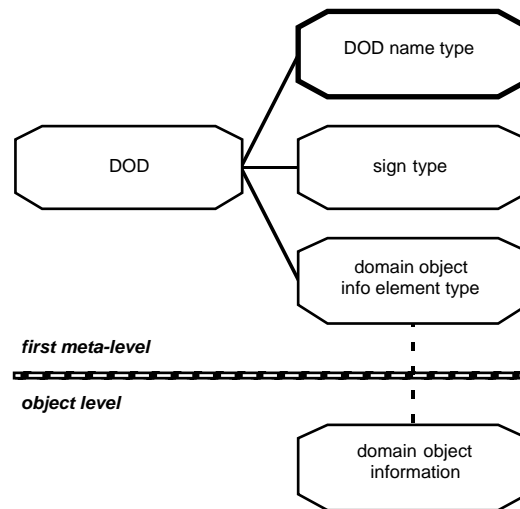 DOD name type
DOD
sign type
domain object
info element type
first meta-level
object level
domain object
information